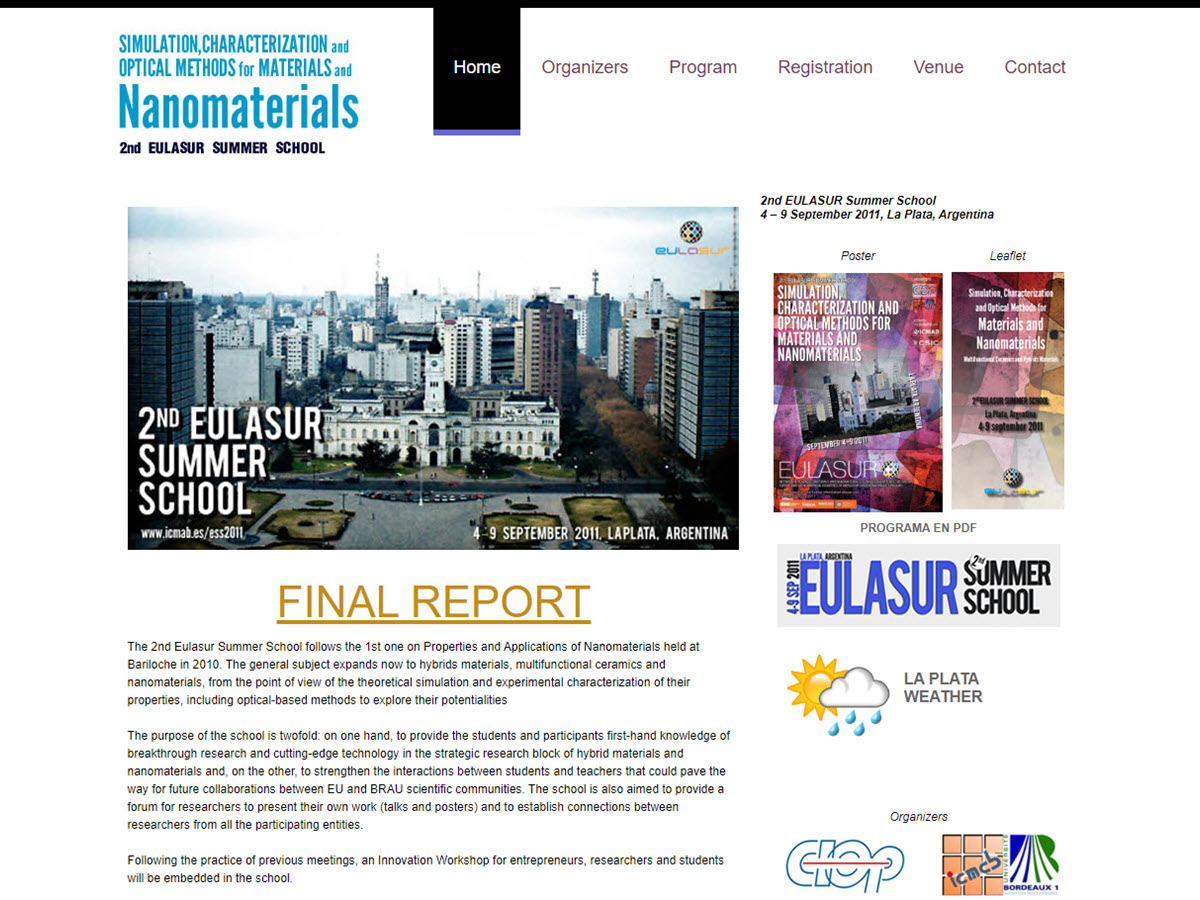 SIMULATION,CHARACTERIZATION and
OPTICAL METHODS for MATERIALS and
Nanomaterials
2nd EULASUR SUMMER SCHOOL
Home
Organizers
Program
Registration
Venue
Contact
eulasur
2ND EULASUR
SUMMER
SCHOOL
www.icmab.es/ess2011
4-9 SEPTEMBER 2011, LAPLATA, ARGENTINA
FINAL REPORT
The 2nd Eulasur Summer School follows the 1st one on Properties and Applications of Nanomaterials held at
Bariloche in 2010. The general subject expands now to hybrids materials, multifunctional ceramics and
nanomaterials, from the point of view of the theoretical simulation and experimental characterization of their
properties, including optical-based methods to explore their potentialities
The purpose of the school is twofold: on one hand, to provide the students and participants first-hand knowledge of
breakthrough research and cutting-edge technology in the strategic research block of hybrid materials and
nanomaterials and, on the other, to strengthen the interactions between students and teachers that could pave the
way for future collaborations between EU and BRAU scientific communities. The school is also aimed to provide a
forum for researchers to present their own work (talks and posters) and to establish connections between
researchers from all the participating entities.
Following the practice of previous meetings, an Innovation Workshop for entrepreneurs, researchers and students
will be embedded in the school.
2nd EULASUR Summer School
4 – 9 September 2011, La Plata, Argentina
Poster
SIMULATION,
CHARACTERIZATION AND
OPTICAL METHODS FOR
MATERIALS AND
NANOMATERIALS
ICMAB
CSIC
LA PLATA, ARGENTINA
SEPTEMBER 4-9 2011
EULASUR
Leaflet
Simulation, Characterization
and Optical Methods for
Materials and
Nanomaterials
Multifunctional Ceramics and Hybrids Materials
2nd EULASUR SUMMER SCHOOL
La Plata, Argentina
4-9 september 2011
eulasur
PROGRAMA EN PDF
4-9 SEP 2011
LA PLATA, ARGENTINA
EULASUR
2nd
SUMMER
SCHOOL
LA PLATA
WEATHER
Organizers
ciop
icmcb
UNIVERSITÉ
BORDEAUX 1